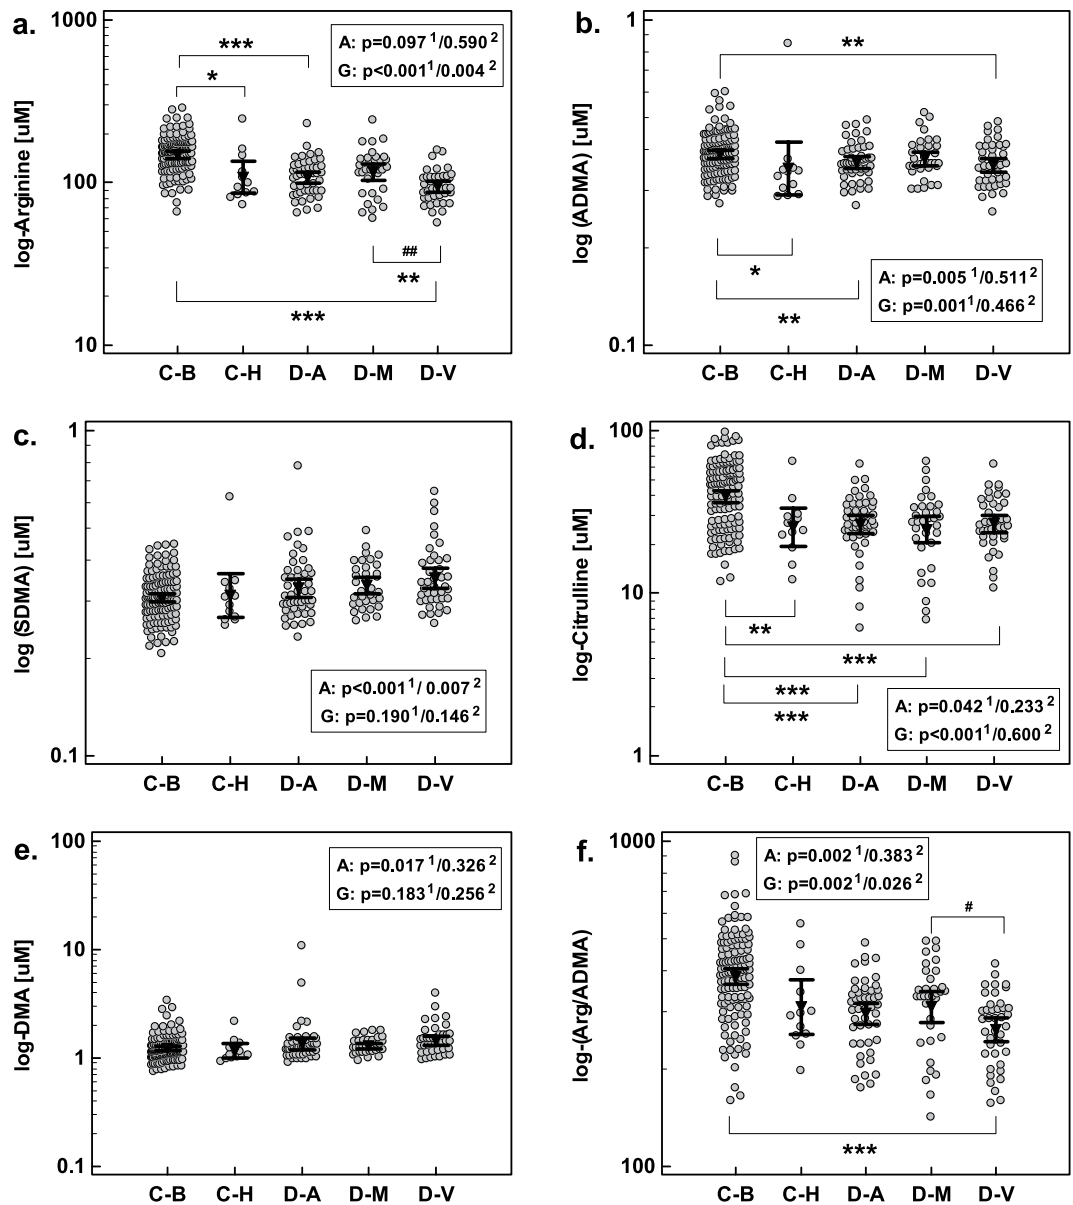 a.
1000
100
10
log-Arginine [uM]
A: p=0.097 1/0.590 2
G: p<0.001 1/0.004 2
***
*
##
**
***
C-B C-H D-A D-M D-V
b.
1
0.1
log (ADMA) [uM]
**
*
**
A: p=0.005 1/0.511 2
G: p=0.001 1/0.466 2
C-B C-H D-A D-M D-V
c.
1
0.1
log (SDMA) [uM]
A: p<0.001 1/ 0.007 2
G: p=0.190 1/0.146 2
C-B C-H D-A D-M D-V
d.
100
10
1
log-Citrulline [uM]
**
***
***
***
A: p=0.042 1/0.233 2
G: p<0.001 1/0.600 2
C-B C-H D-A D-M D-V
e.
100
10
1
0.1
log-DMA [uM]
A: p=0.017 1/0.326 2
G: p=0.183 1/0.256 2
C-B C-H D-A D-M D-V
f.
1000
100
log-(Arg/ADMA)
A: p=0.002 1/0.383 2
G: p=0.002 1/0.026 2
#
***
C-B C-H D-A D-M D-V